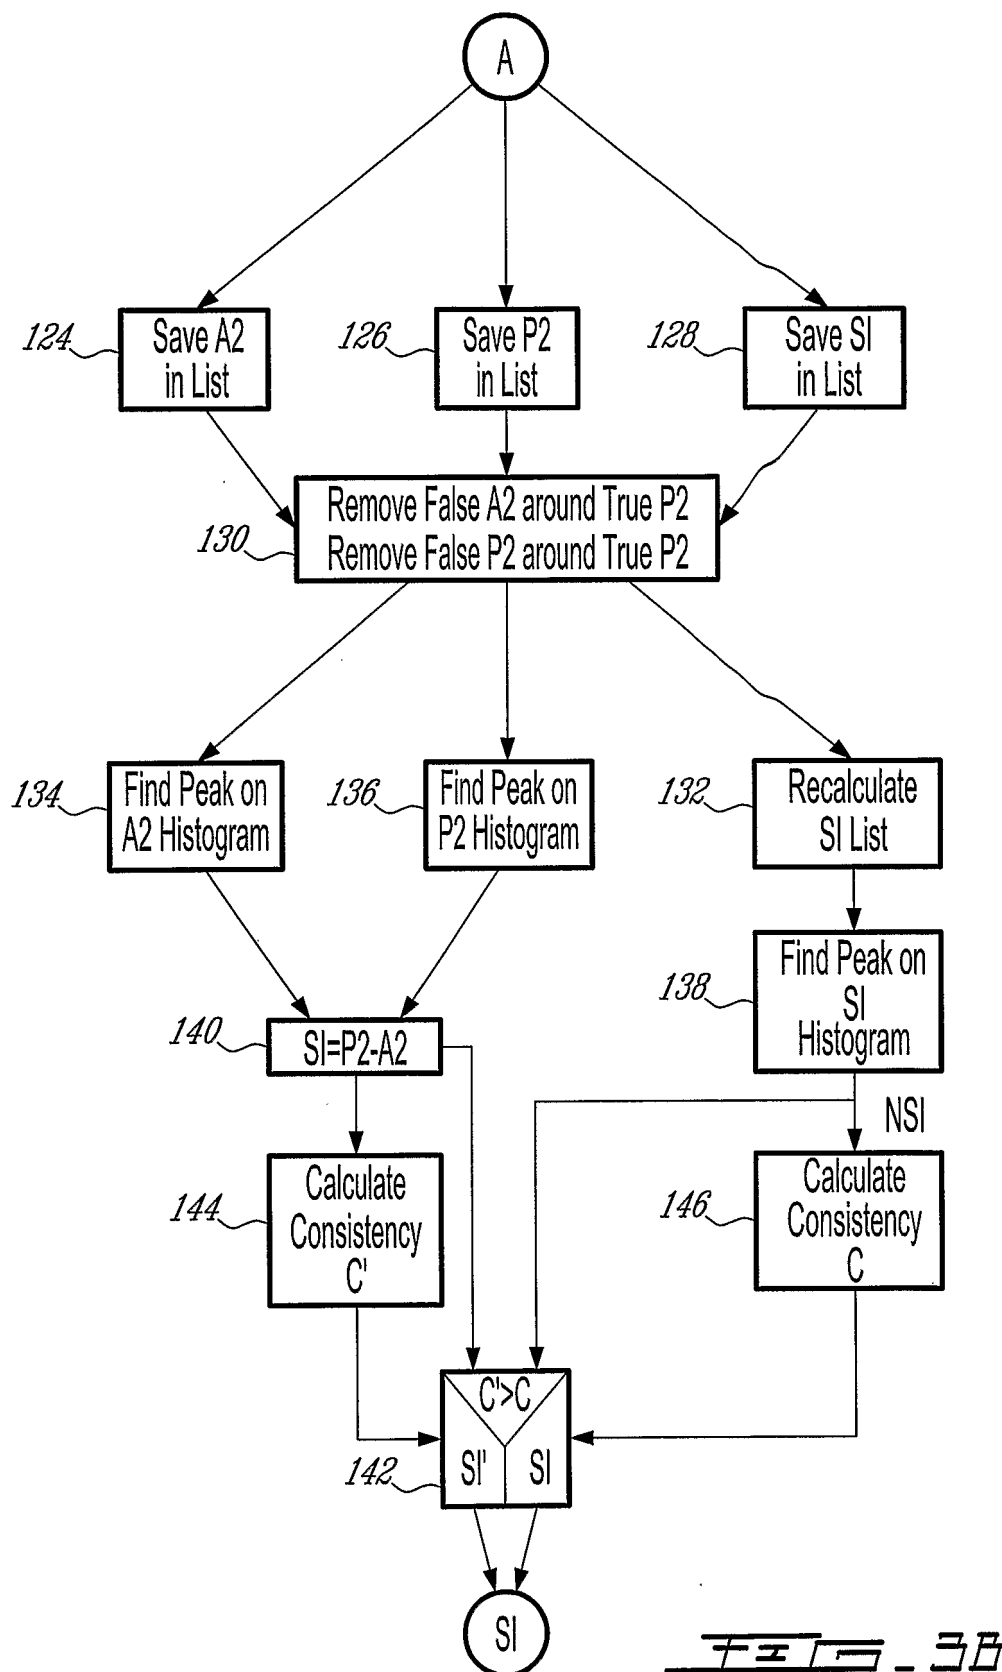 A
124
Save A2
in List
126
Save P2
in List
128
Save SI
in List
130
Remove False A2 around True P2
Remove False P2 around True P2
134
Find Peak on
A2 Histogram
136
Find Peak on
P2 Histogram
132
Recalculate
SI List
138
Find Peak on
SI
Histogram
140
SI=P2-A2
NSI
144
Calculate
Consistency
C'
146
Calculate
Consistency
C
C'>C
142
SI'
SI
SI
FIG_3B